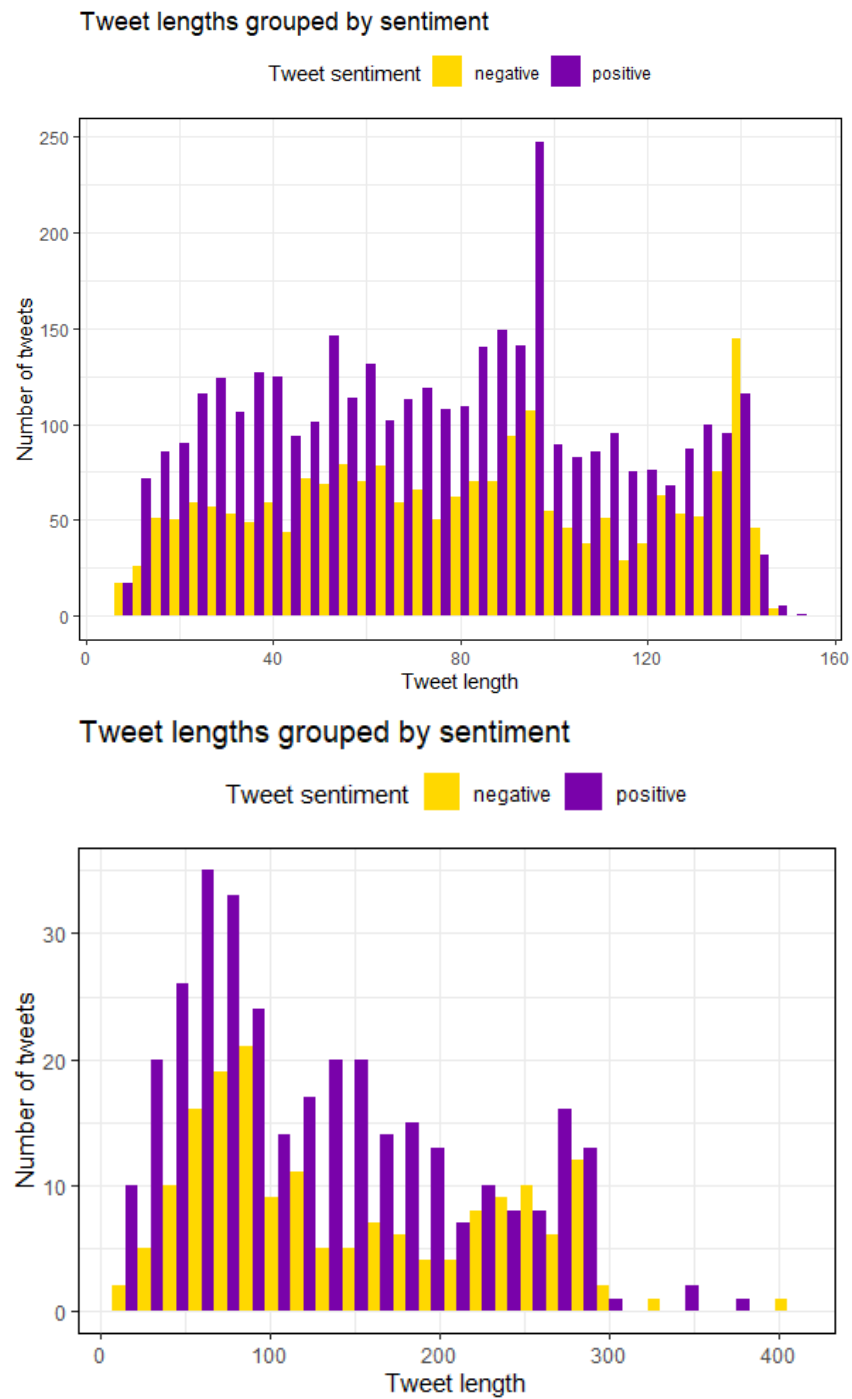 Tweet lengths grouped by sentiment
Tweet sentiment negative positive
250
200
150
100
50
0
Number of tweets
0 40 80 120 160
Tweet length
Tweet lengths grouped by sentiment
Tweet sentiment negative positive
30
20
10
0
Number of tweets
0 100 200 300 400
Tweet length